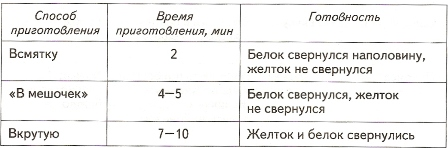 Способ приготовления | Время приготовления, мин | Готовность
Всмятку | 2 | Белок свернулся наполовину,
желток не свернулся
«В мешочек» | 4—5 | Белок свернулся, желток
не свернулся
Вкрутую | 7—10 | Желток и белок свернулись